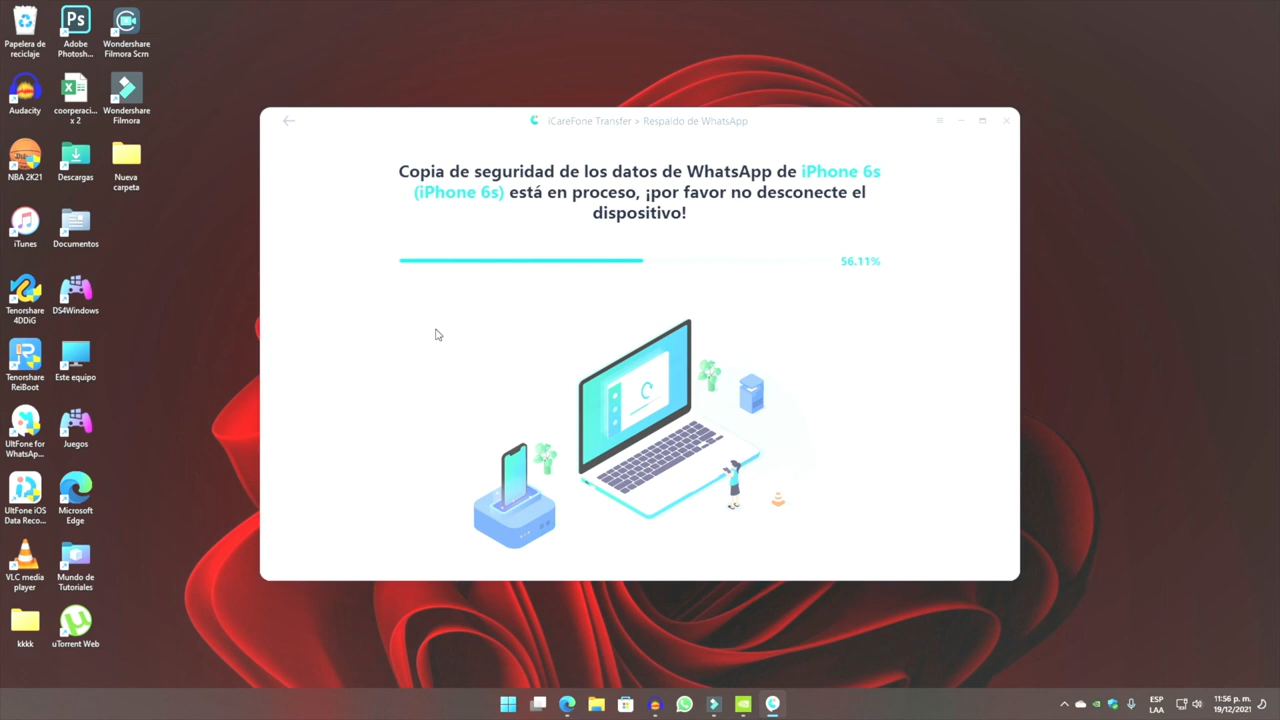 Papelera de
reciclaje
Adobe
Photosh...
Wondershare
Filmora Scrn
Audacity
coorperaci...
x 2
Wondershare
Filmora
NBA 2K21
Descargas
Nueva
carpeta
iTunes
Documentos
Tenorshare
4DDiG
DS4Windows
Tenorshare
ReiBoot
Este equipo
UltFone for
WhatsAp...
Juegos
UltFone iOS
Data Reco...
Microsoft
Edge
VLC media
player
Mundo de
Tutoriales
kkkk
uTorrent Web
iCareFone Transfer > Respaldo de WhatsApp
Copia de seguridad de los datos de WhatsApp de iPhone 6s
(iPhone 6s) está en proceso, ¡por favor no desconecte el
dispositivo!
56.11%
ESP
LAA
11:56 p. m.
19/12/2021